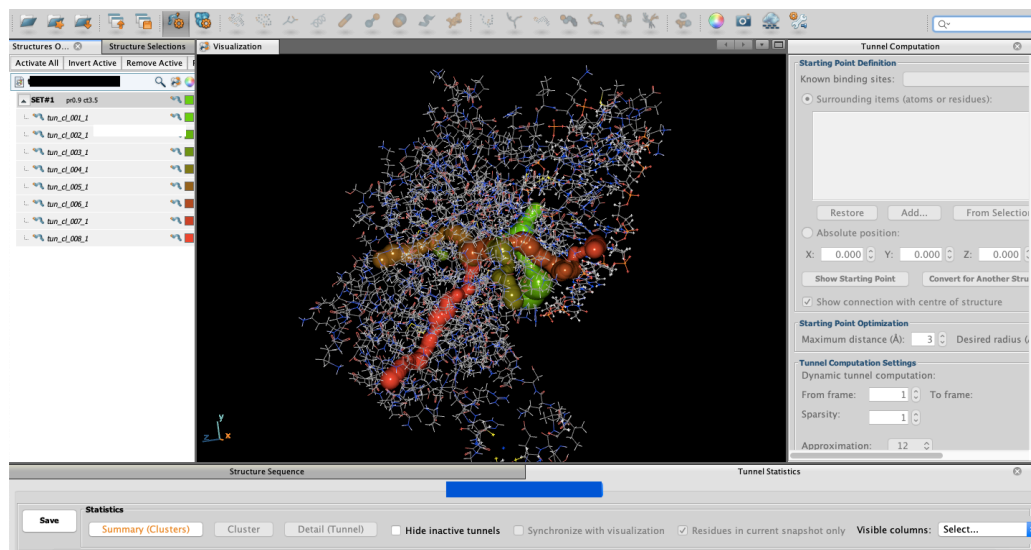 Structures O...
Structure Selections
Visualization
Tunnel Computation
Activate All
Invert Active
Remove Active
SET#1 pr0.9 ct3.5
tun_cl_001_1
tun_cl_002_1
tun_cl_003_1
tun_cl_004_1
tun_cl_005_1
tun_cl_006_1
tun_cl_007_1
tun_cl_008_1
y
z x
Starting Point Definition
Known binding sites:
Surrounding items (atoms or residues):
Restore
Add...
From Selectio
Absolute position:
X: 0.000 Y: 0.000 Z: 0.000
Show Starting Point
Convert for Another Stru
Show connection with centre of structure
Starting Point Optimization
Maximum distance (Å): 3 Desired radius (
Tunnel Computation Settings
Dynamic tunnel computation:
From frame: 1 To frame:
Sparsity: 1
Approximation: 12
Structure Sequence
Tunnel Statistics
Save
Statistics
Summary (Clusters)
Cluster
Detail (Tunnel)
Hide inactive tunnels
Synchronize with visualization
Residues in current snapshot only
Visible columns: Select...